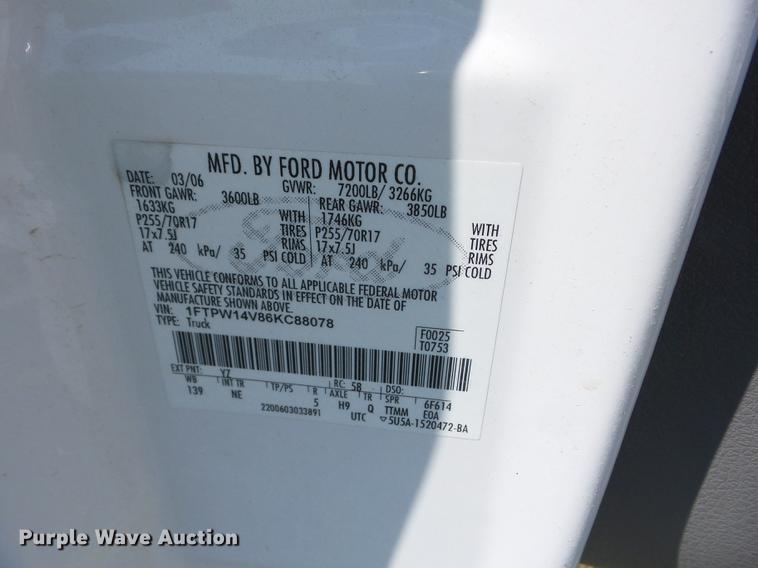 MFD. BY FORD MOTOR CO.
DATE: 03/06 GVWR: 7200LB/ 3266KG
FRONT GAWR: 3600LB REAR GAWR: 3850LB
1633KG WITH 1746KG WITH
P255/70R17 TIRES P255/70R17 TIRES
17x7.5J RIMS 17x7.5J RIMS
AT 240 kPa/ 35 PSI COLD AT 240 kPa/ 35 PSI COLD
THIS VEHICLE CONFORMS TO ALL APPLICABLE FEDERAL MOTOR
VEHICLE SAFETY STANDARDS IN EFFECT ON THE DATE OF
MANUFACTURE SHOWN ABOVE.
VIN: 1FTPW14V86KC88078
TYPE: Truck
F0025
T0753
EXT PNT: YZ RC: 58 DSO:
WB INT TR TP/PS R AXLE TR SPR 6F614
139 NE 5 H9 Q TTMM EOA
2200603033891 UTC ▽5U5A-1520472-BA
Ford
Purple Wave Auction